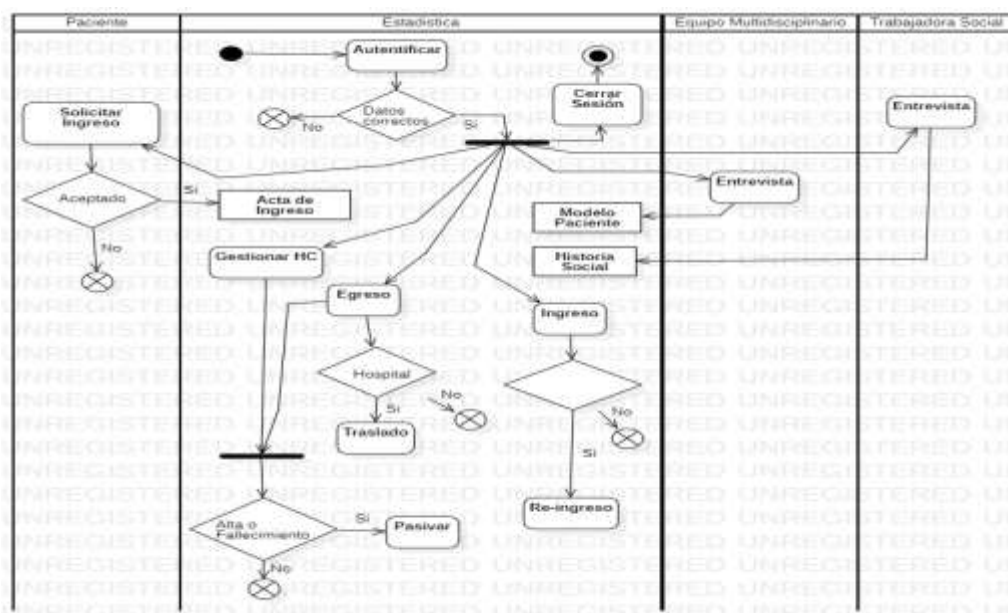 Paciente
Estadística
Equipo Multidisciplinario
Trabajadora Social
Autentificar
Cerrar
Sesión
Solicitar
Ingreso
Datos
correctos
No
Si
Entrevista
Aceptado
Si
Acta de
Ingreso
Entrevista
Modelo
Paciente
No
Gestionar HC
Historia
Social
Egreso
Ingreso
Hospital
No
Si
No
Traslado
Si
Alta o
Fallecimiento
Si
Pasivar
Re-ingreso
No
UNREGISTERED